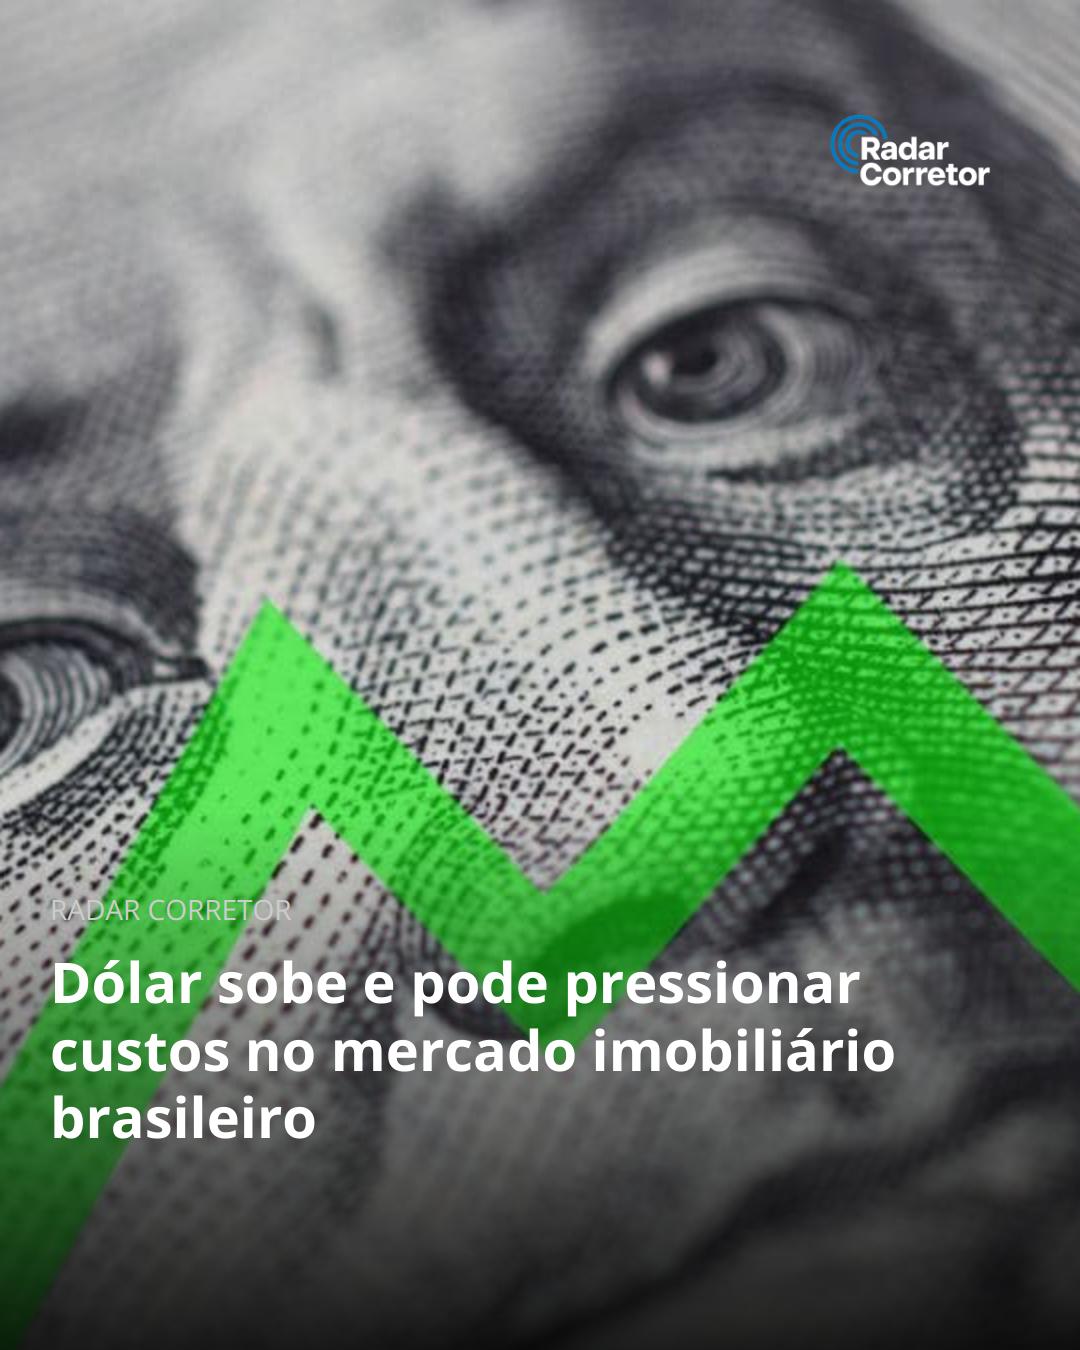 Radar
Corretor
RADAR CORRETOR
Dólar sobe e pode pressionar
custos no mercado imobiliário
brasileiro